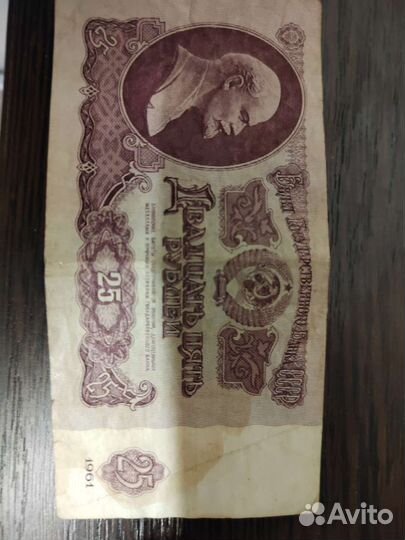 Билет Государственного Банка СССР
25
Двадцать пять
рублей
25
25
1961
Avito